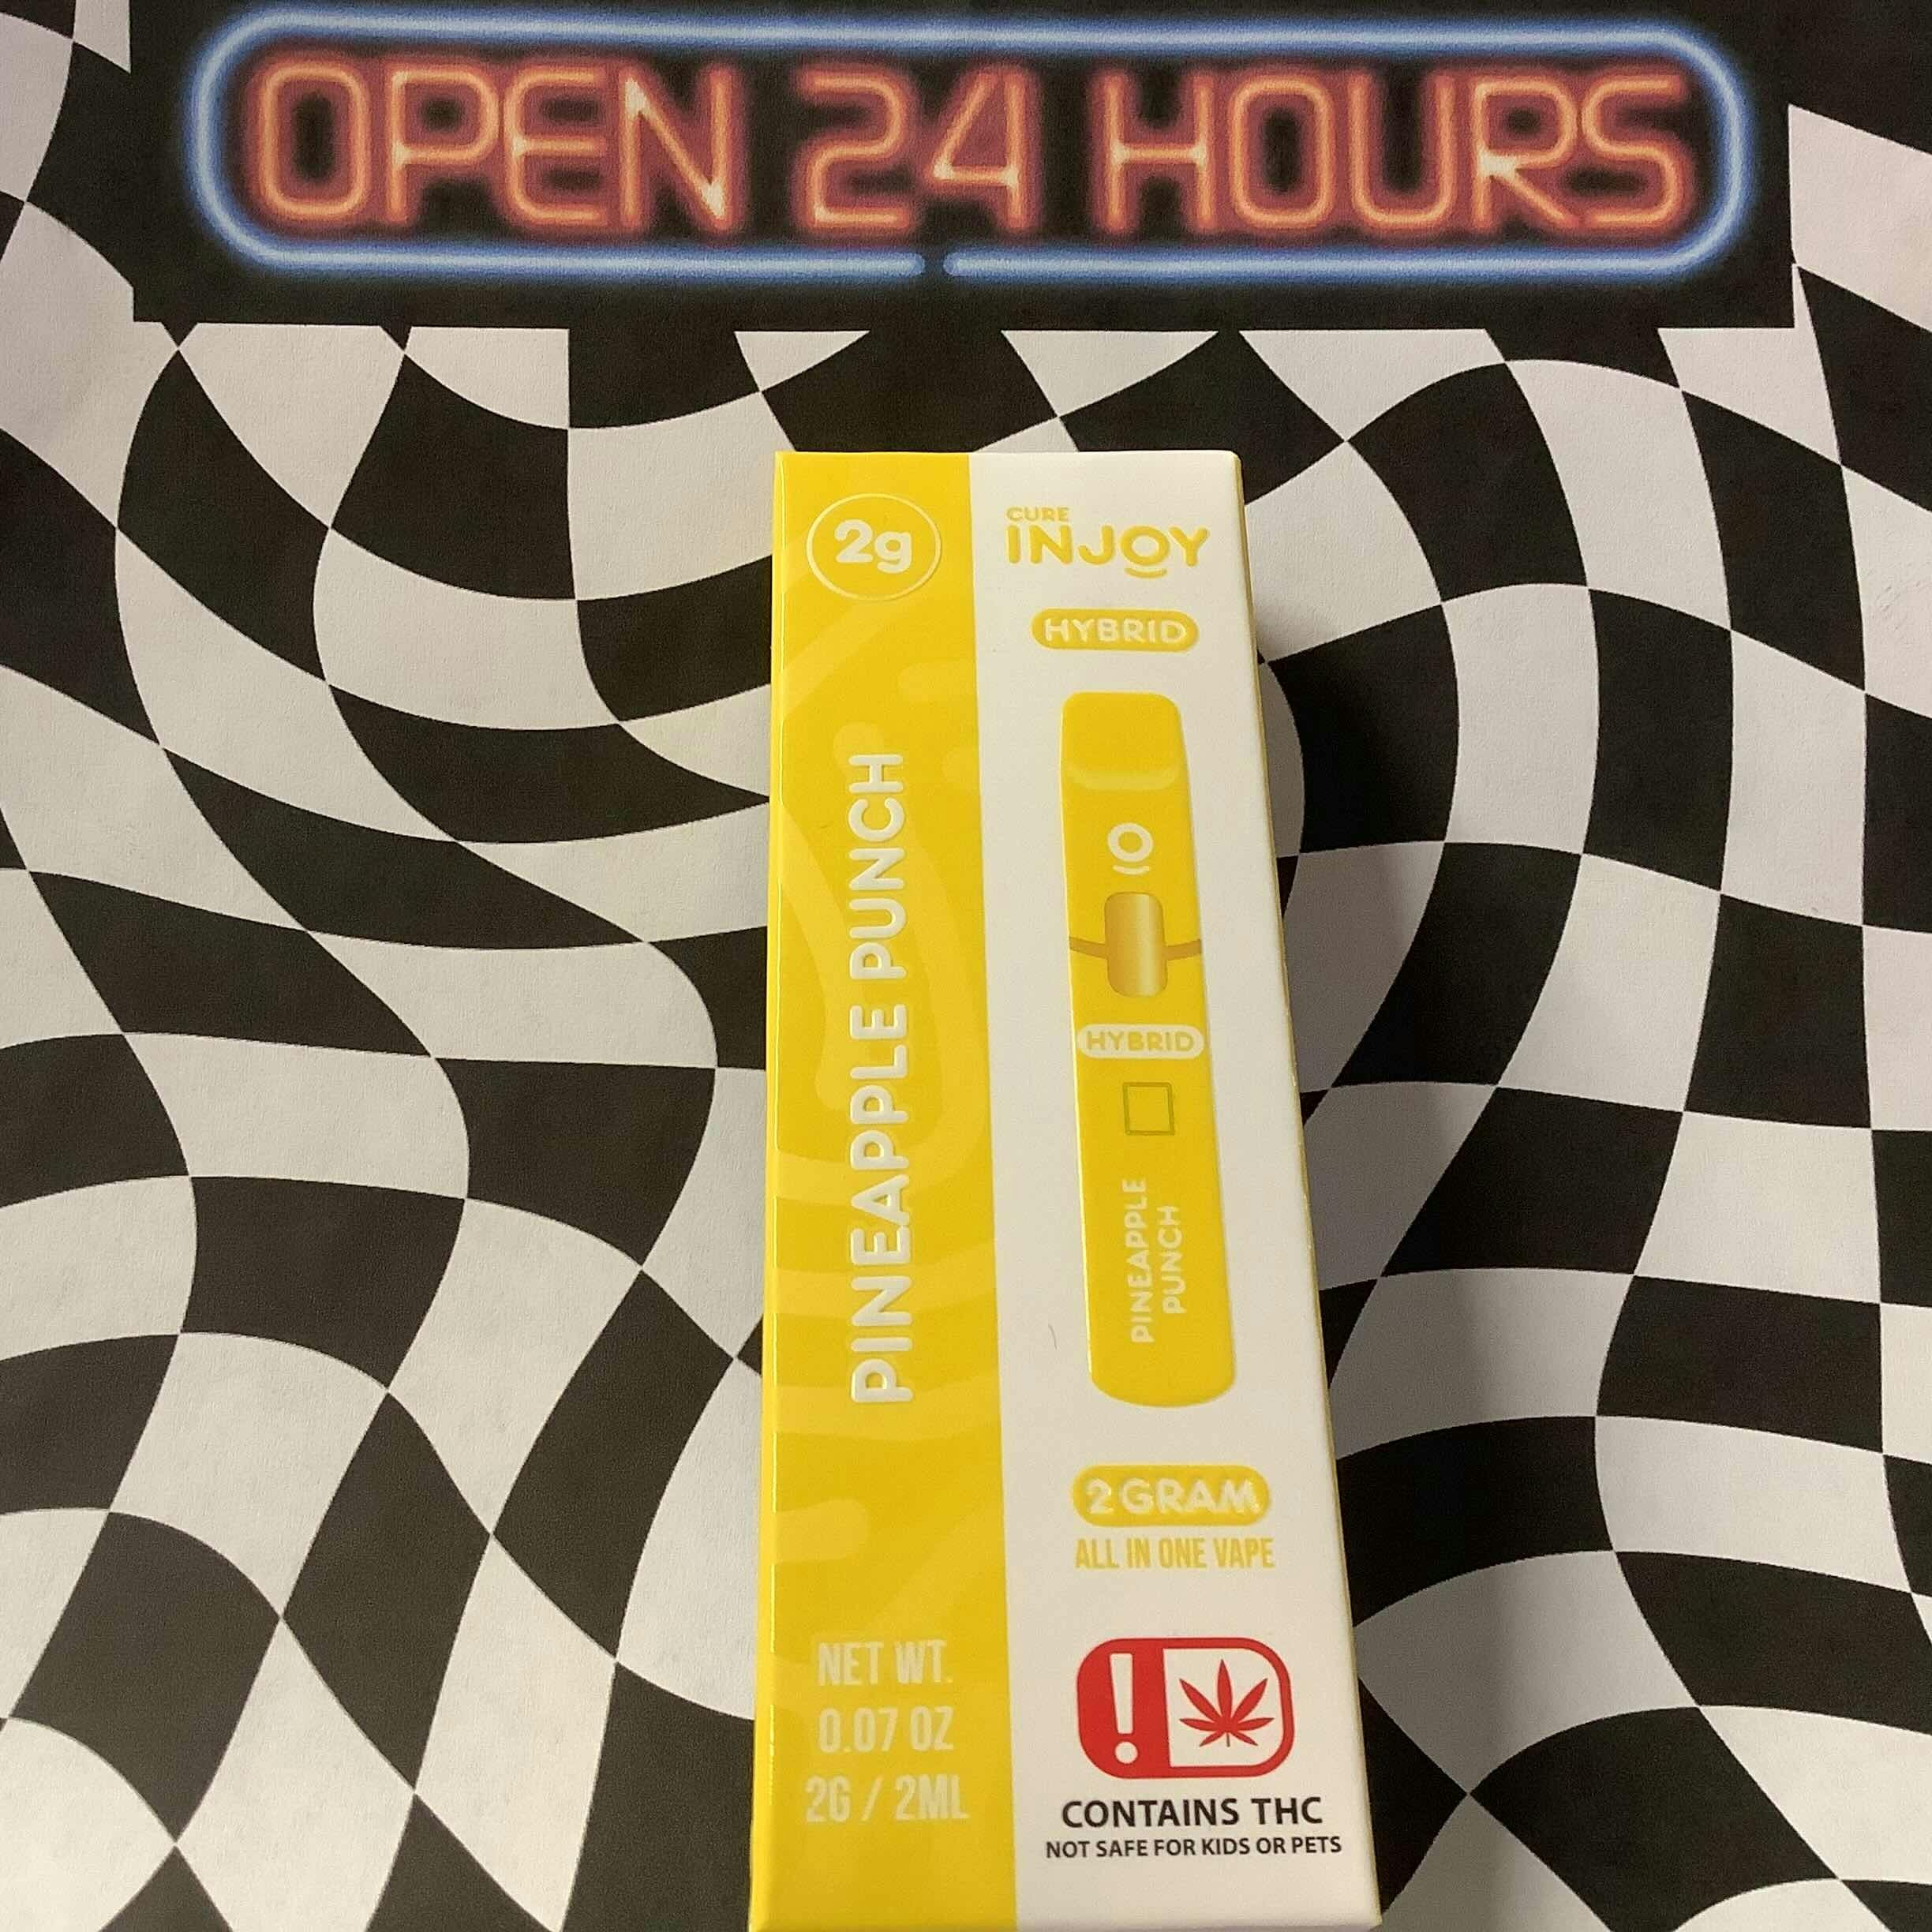 OPEN 24 HOURS
2g
PINEAPPLE PUNCH
NET WT.
0.07 OZ
2G / 2ML
CURE
INJOY
HYBRID
HYBRID
PINEAPPLE
PUNCH
2 GRAM
ALL IN ONE VAPE
!
CONTAINS THC
NOT SAFE FOR KIDS OR PETS